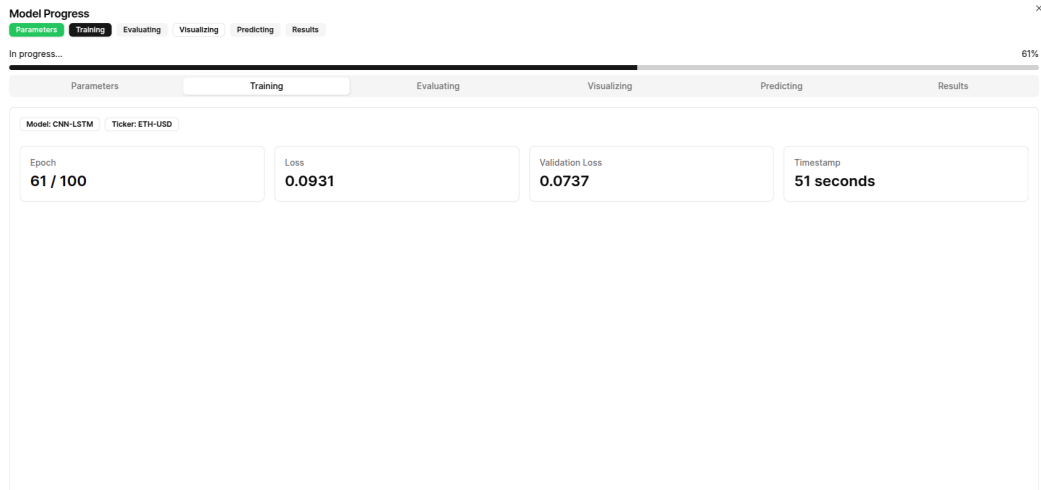 Model Progress
Parameters Training Evaluating Visualizing Predicting Results
In progress... 61%
Parameters Training Evaluating Visualizing Predicting Results
Model: CNN-LSTM Ticker: ETH-USD
Epoch Loss Validation Loss Timestamp
61 / 100 0.0931 0.0737 51 seconds